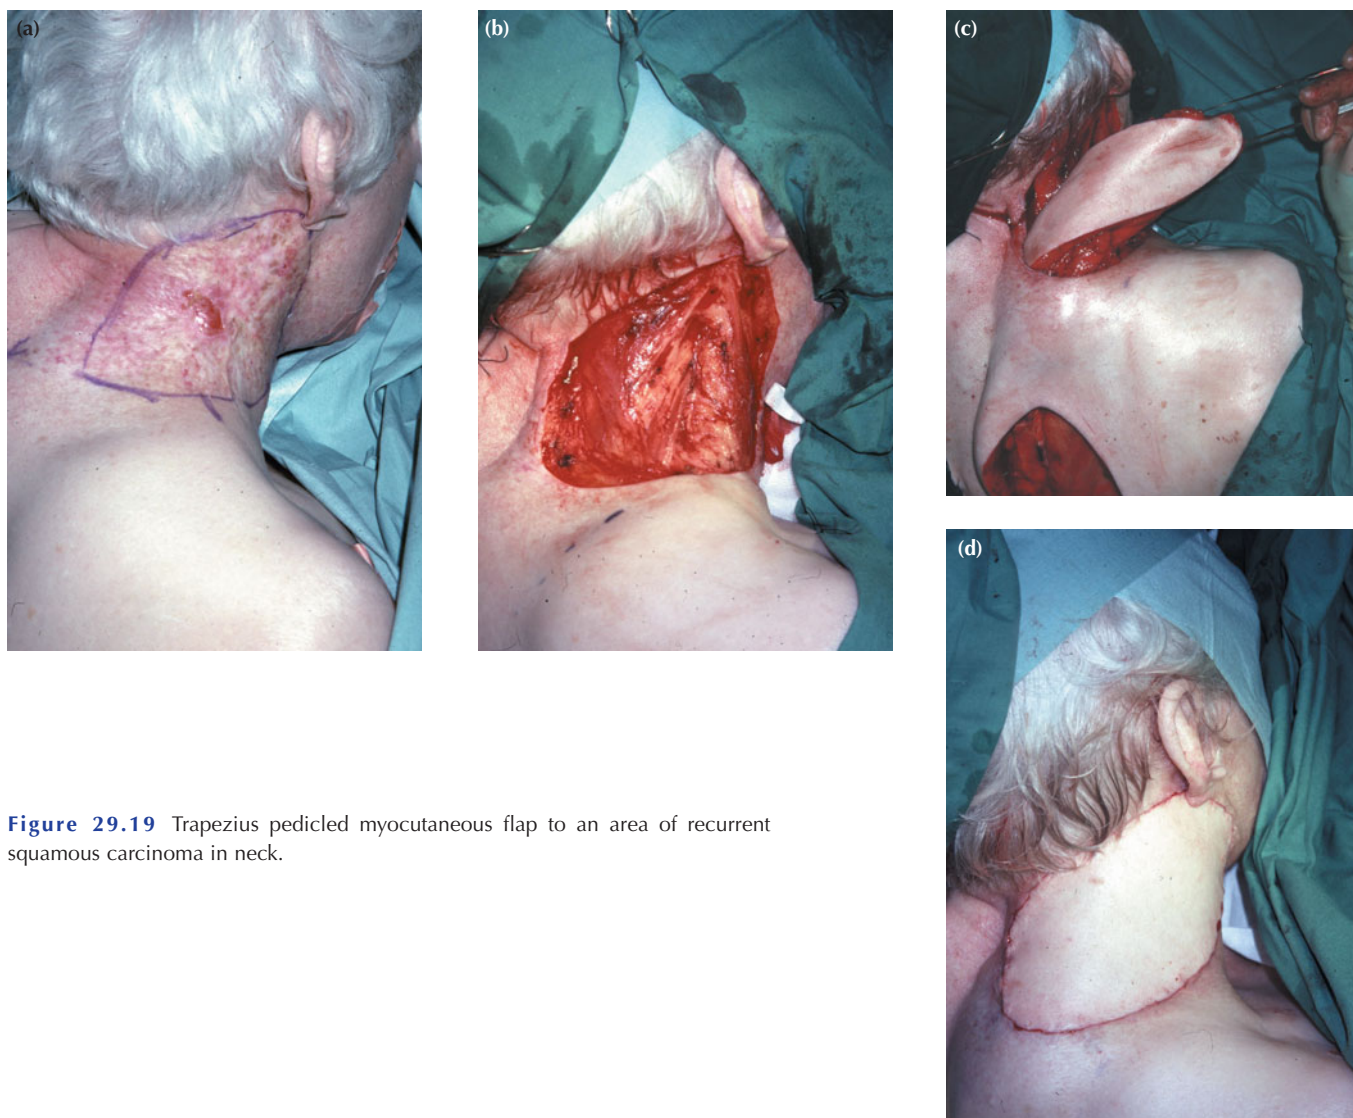 (a)
(b)
(c)
(d)
Figure 29.19 Trapezius pedicled myocutaneous flap to an area of recurrent
squamous carcinoma in neck.